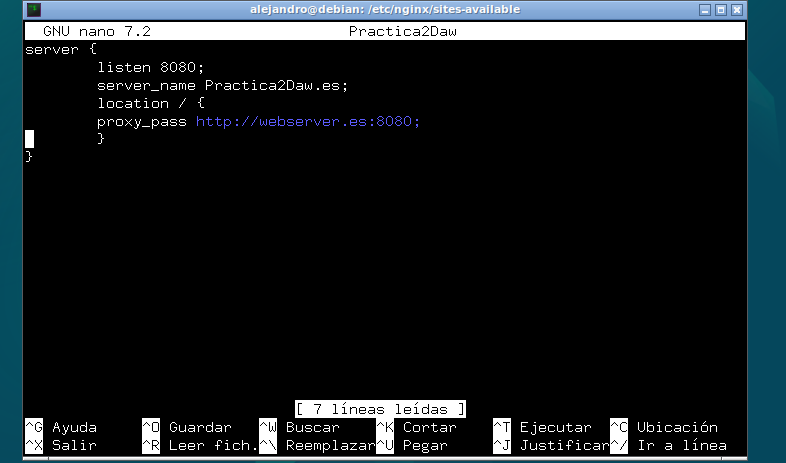 alejandro@debian: /etc/nginx/sites-available
GNU nano 7.2 Practica2Daw
server {
listen 8080;
server_name Practica2Daw.es;
location / {
proxy_pass http://webserver.es:8080;
}
}
[ 7 líneas leídas ]
^G Ayuda ^O Guardar ^W Buscar ^K Cortar ^T Ejecutar ^C Ubicación
^X Salir ^R Leer fich. ^\ Reemplazar ^U Pegar ^J Justificar ^/ Ir a línea